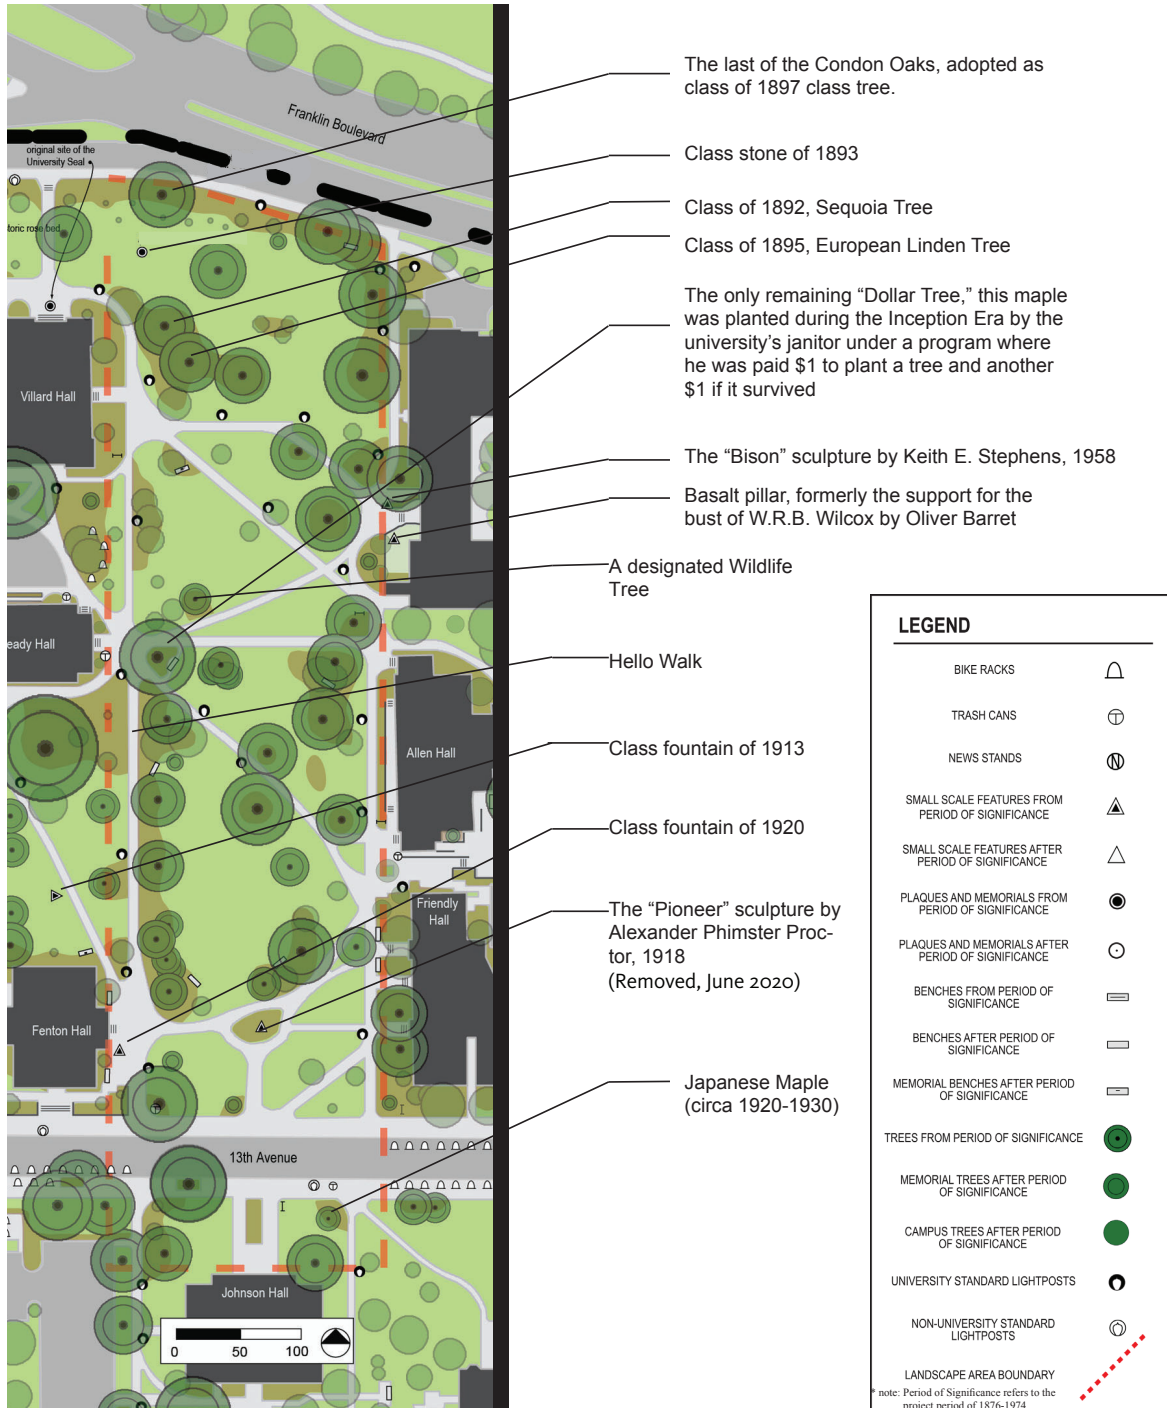 The last of the Condon Oaks, adopted as
class of 1897 class tree.
Franklin Boulevard
original site of the
University Seal
Class stone of 1893
Class of 1892, Sequoia Tree
toric rose bed
Class of 1895, European Linden Tree
The only remaining “Dollar Tree,” this maple
was planted during the Inception Era by the
university’s janitor under a program where
he was paid $1 to plant a tree and another
$1 if it survived
Villard Hall
The “Bison” sculpture by Keith E. Stephens, 1958
Basalt pillar, formerly the support for the
bust of W.R.B. Wilcox by Oliver Barret
A designated Wildlife
Tree
eady Hall
Hello Walk
Allen Hall
Class fountain of 1913
Class fountain of 1920
Friendly
Hall
The “Pioneer” sculpture by
Alexander Phimster Proc-
tor, 1918
(Removed, June 2020)
Fenton Hall
Japanese Maple
(circa 1920-1930)
13th Avenue
Johnson Hall
0 50 100
LEGEND
BIKE RACKS
TRASH CANS
NEWS STANDS
N
SMALL SCALE FEATURES FROM
PERIOD OF SIGNIFICANCE
SMALL SCALE FEATURES AFTER
PERIOD OF SIGNIFICANCE
PLAQUES AND MEMORIALS FROM
PERIOD OF SIGNIFICANCE
PLAQUES AND MEMORIALS AFTER
PERIOD OF SIGNIFICANCE
BENCHES FROM PERIOD OF
SIGNIFICANCE
BENCHES AFTER PERIOD OF
SIGNIFICANCE
MEMORIAL BENCHES AFTER PERIOD
OF SIGNIFICANCE
TREES FROM PERIOD OF SIGNIFICANCE
MEMORIAL TREES AFTER PERIOD
OF SIGNIFICANCE
CAMPUS TREES AFTER PERIOD
OF SIGNIFICANCE
UNIVERSITY STANDARD LIGHTPOSTS
NON-UNIVERSITY STANDARD
LIGHTPOSTS
LANDSCAPE AREA BOUNDARY
* note: Period of Significance refers to the
project period of 1876-1974